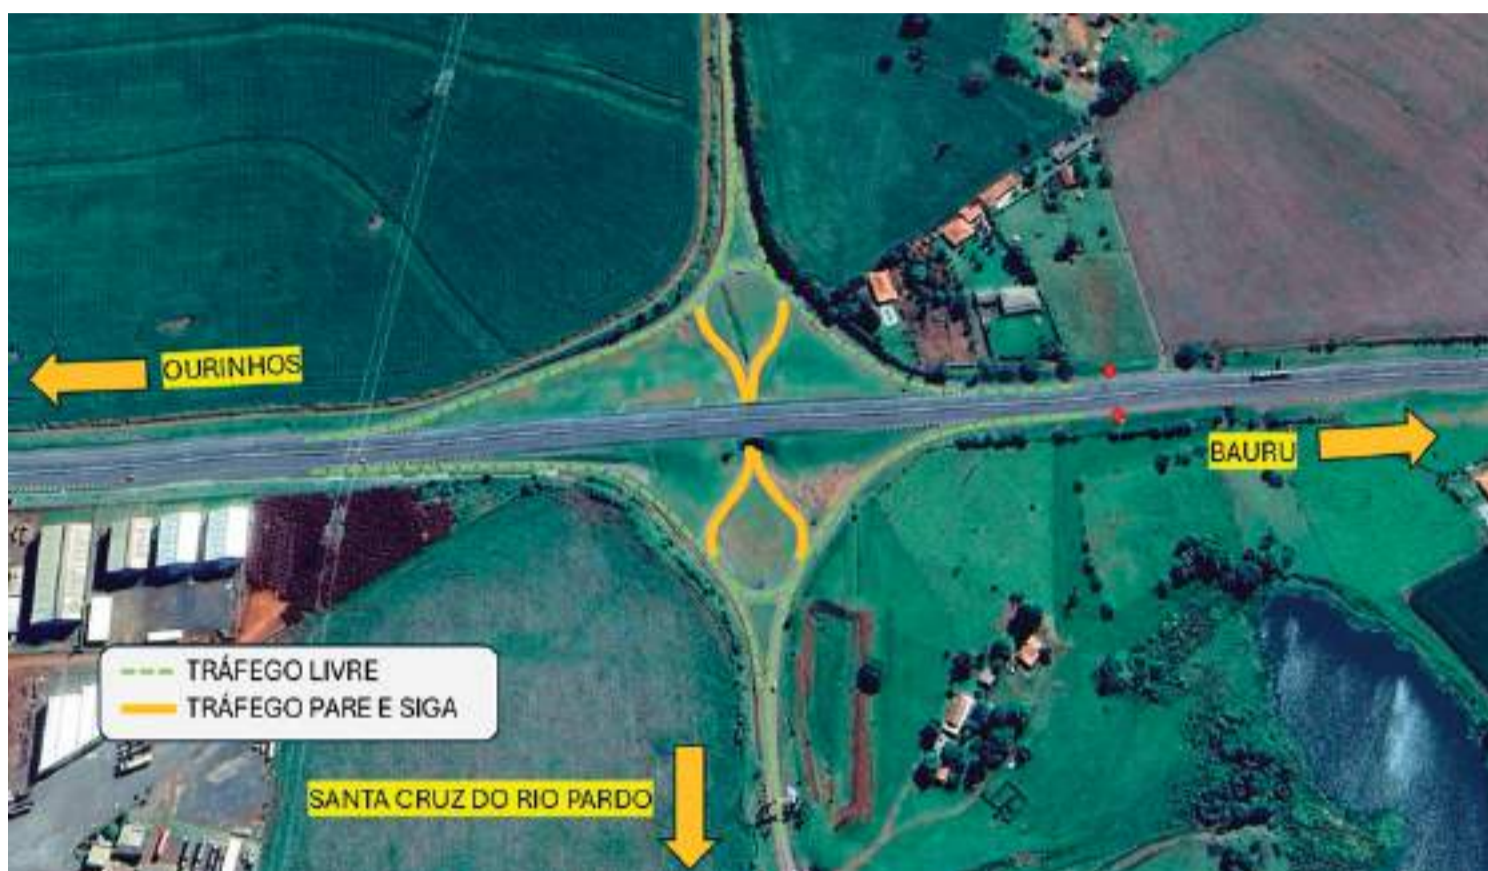 OURINHOS
BAURU
TRÁFEGO LIVRE
TRÁFEGO PARE E SIGA
SANTA CRUZ DO RIO PARDO